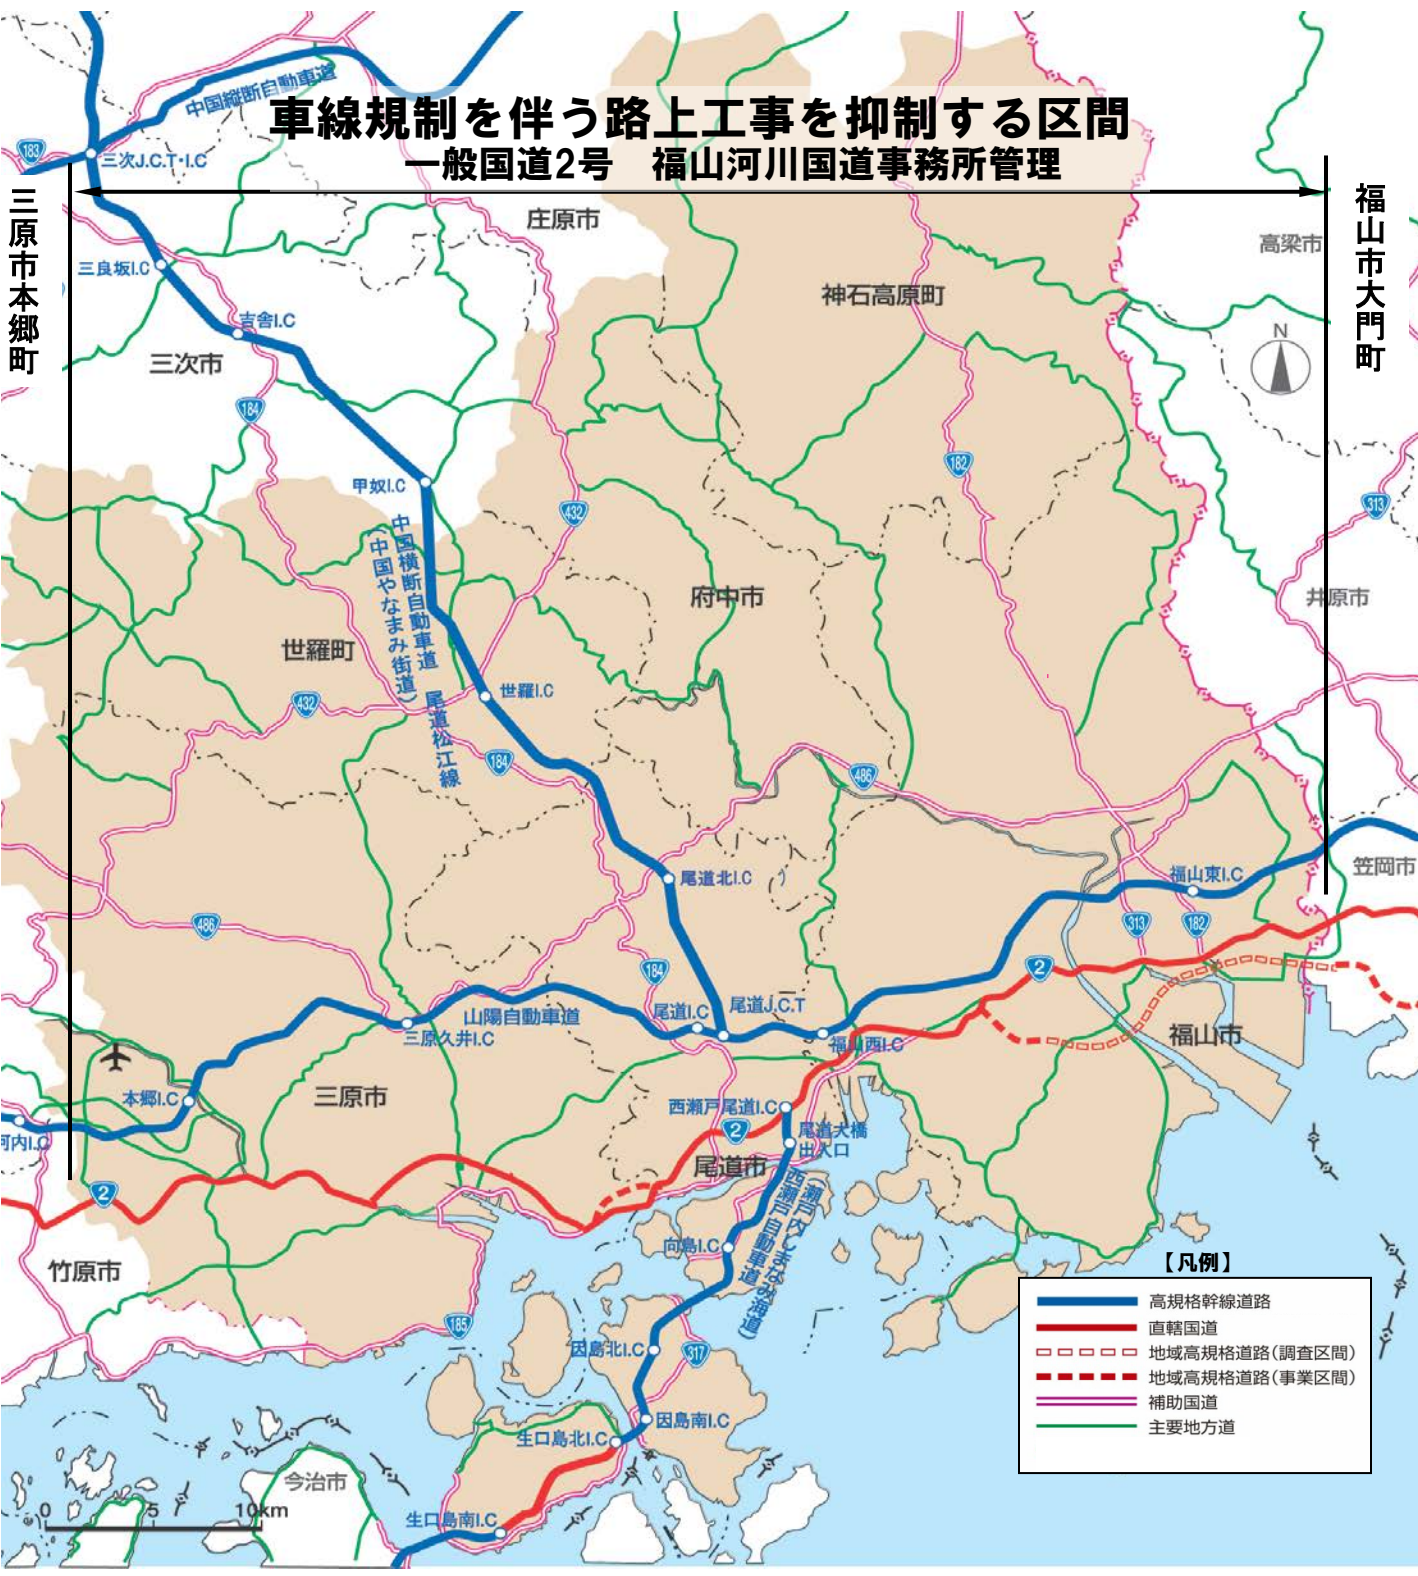 車線規制を伴う路上工事を抑制する区間
一般国道2号　福山河川国道事務所管理
三原市本郷町
福山市大門町
中国縦断自動車道
183
三次J.C.T・I.C
庄原市
高梁市
三良坂I.C
神石高原町
吉舎I.C
N
三次市
184
182
甲奴I.C
432
313
中国横断自動車道　尾道松江線
（中国やまなみ街道）
府中市
井原市
世羅町
世羅I.C
432
184
486
尾道北I.C
福山東I.C
笠岡市
486
313
182
184
2
尾道I.C
尾道J.C.T
山陽自動車道
三原久井I.C
福山西I.C
福山市
本郷I.C
三原市
西瀬戸尾道I.C
河内I.C
2
尾道大橋
出入口
尾道市
2
西瀬戸自動車道
（瀬戸内しまなみ海道）
向島I.C
竹原市
185
因島北I.C
317
因島南I.C
生口島北I.C
今治市
生口島南I.C
0
5
10km
【凡例】
高規格幹線道路
直轄国道
地域高規格道路（調査区間）
地域高規格道路（事業区間）
補助国道
主要地方道